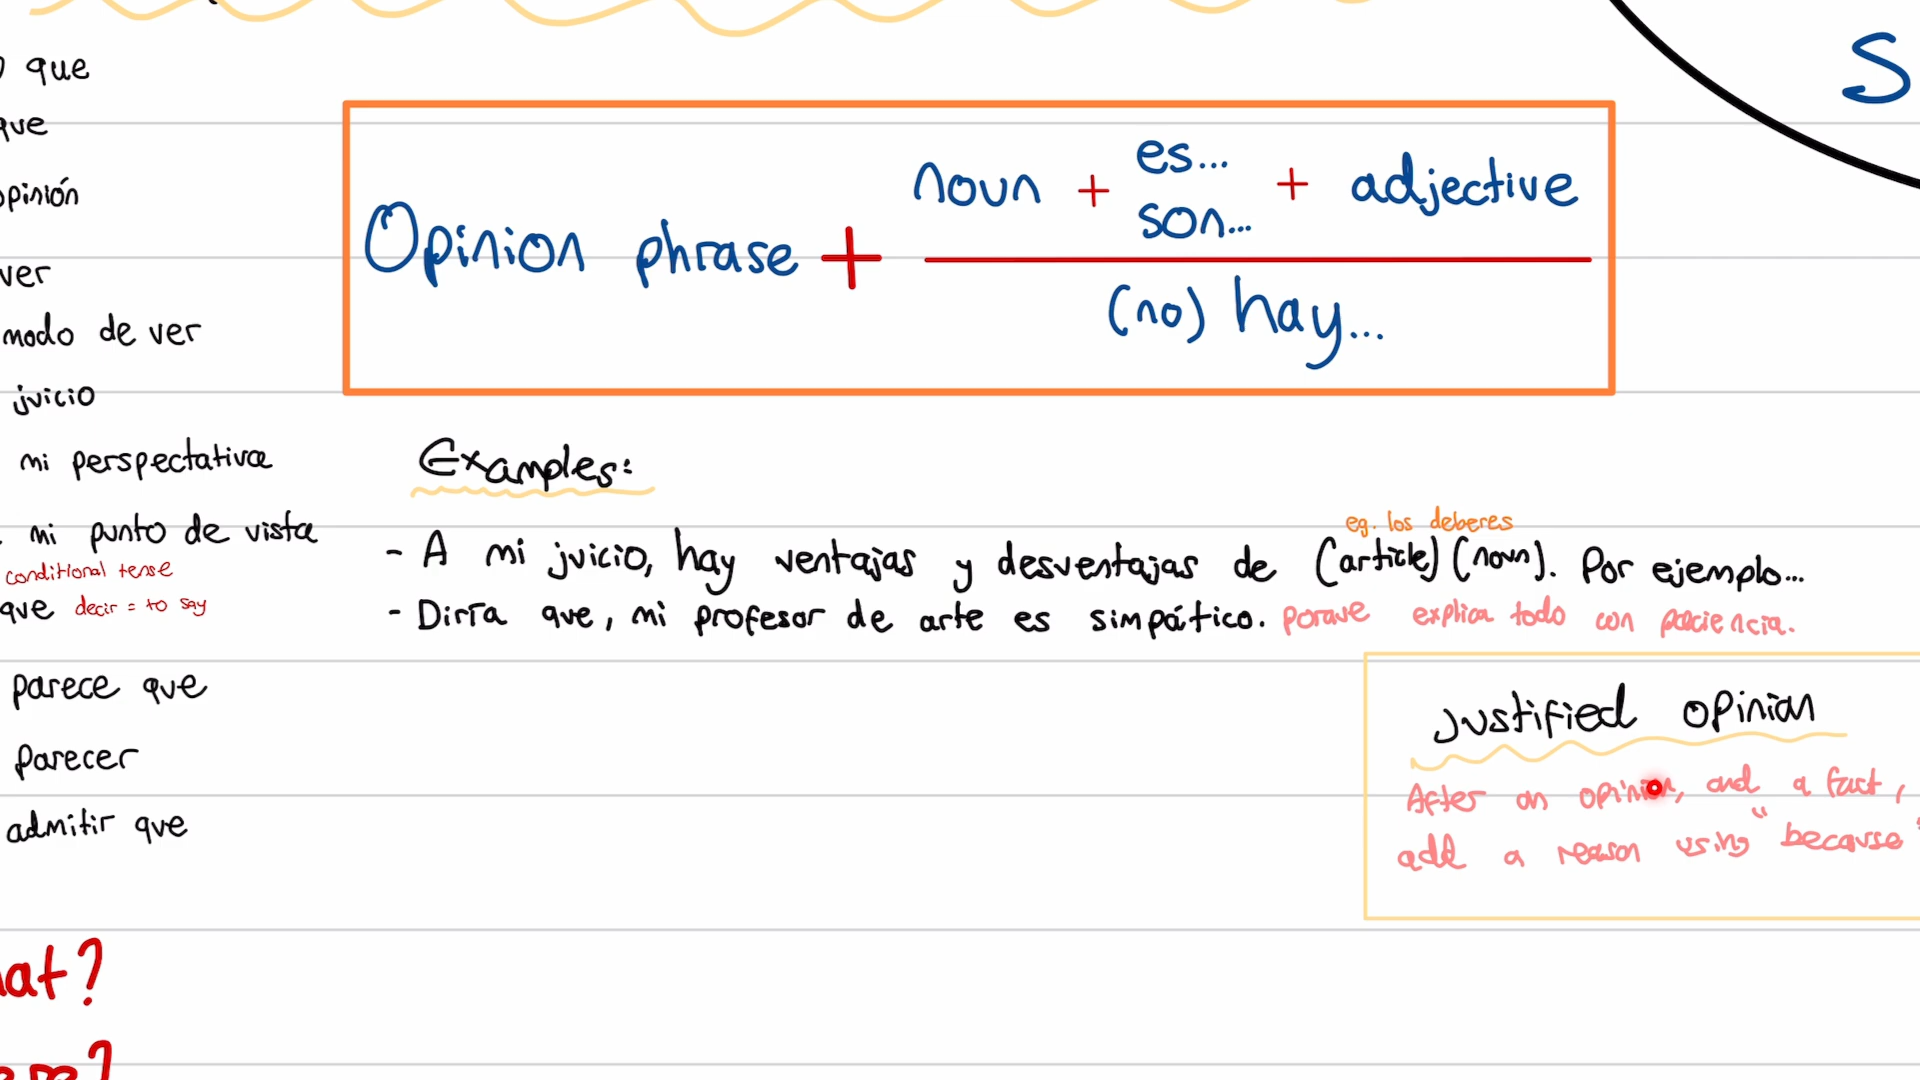 que
S
que
opinión
noun + es... + adjective
son...
Opinion phrase +
(no) hay...
ver
modo de ver
juicio
mi perspectativa
Examples:
mi punto de vista
eg. los deberes
- A mi juicio, hay ventajas y desventajas de (article) (noun). Por ejemplo...
conditional tense
que decir = to say
- Dirra que, mi profesor de arte es simpático. porque explica todo con paciencia.
parece que
justified opinion
parecer
After an opinion, and a fact,
admitir que
add a reason using "because"
hat?